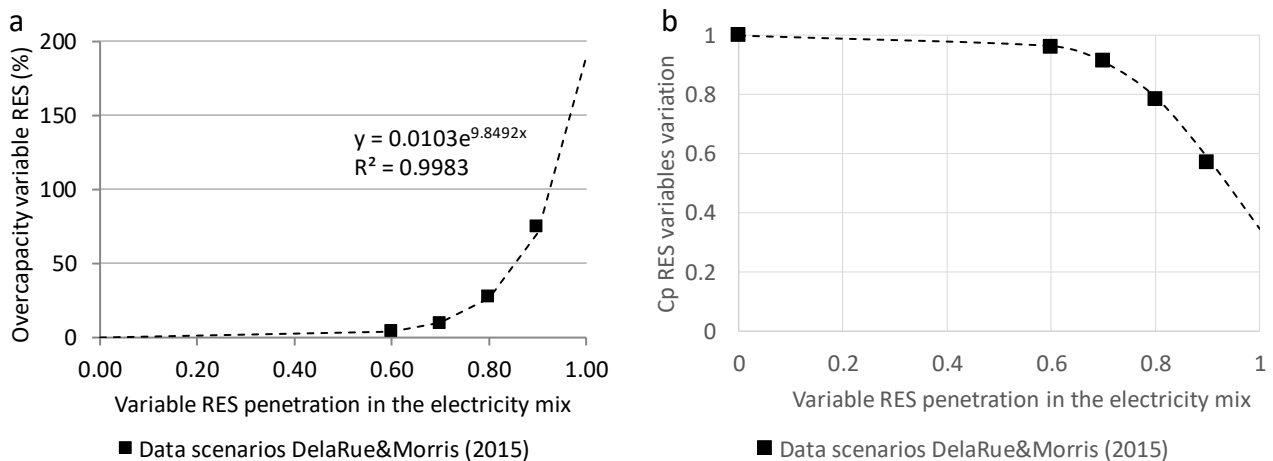 a
Overcapacity variable RES (%)
200
150
100
50
0
y = 0.0103e^9.8492x
R² = 0.9983
0.00 0.20 0.40 0.60 0.80 1.00
Variable RES penetration in the electricity mix
■ Data scenarios DelaRue&Morris (2015)
b
Cp RES variables variation
1
0.8
0.6
0.4
0.2
0
0 0.2 0.4 0.6 0.8 1
Variable RES penetration in the electricity mix
■ Data scenarios DelaRue&Morris (2015)